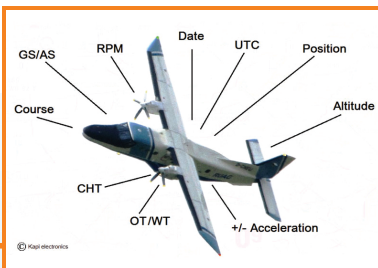 Date
RPM
UTC
GS/AS
Position
Course
Altitude
CHT
OT/WT
+/- Acceleration
© Kapi electronics